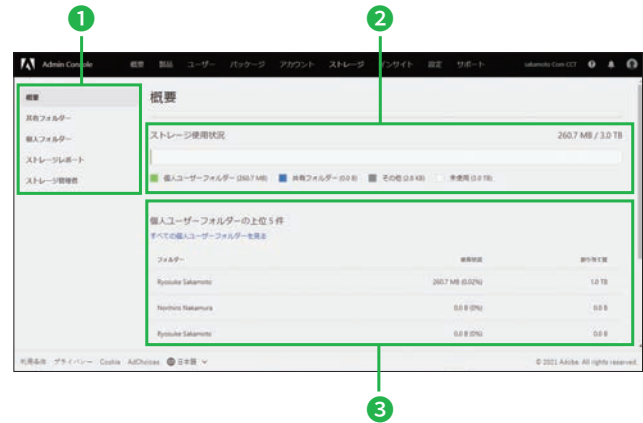 1
2
Admin Console 概要 製品 ユーザー パッケージ アカウント ストレージ インサイト 設定 サポート sakamoto Com CCT
概要
共有フォルダー
個人フォルダー
ストレージレポート
ストレージ管理者
概要
ストレージ使用状況 260.7 MB / 3.0 TB
個人ユーザーフォルダー (260.7 MB) 共有フォルダー (0.0 B) その他 (2.8 KB) 未使用 (3.0 TB)
個人ユーザーフォルダーの上位 5 件
すべての個人ユーザーフォルダーを見る
フォルダー 使用状況 割り当て量
Ryosuke Sakamoto 260.7 MB (0.02%) 1.0 TB
Norihiro Nakamura 0.0 B (0%) 0.0 B
Ryosuke Sakamoto 0.0 B (0%) 0.0 B
利用条件 プライバシー Cookie AdChoices 日本語 © 2021 Adobe. All rights reserved.
3